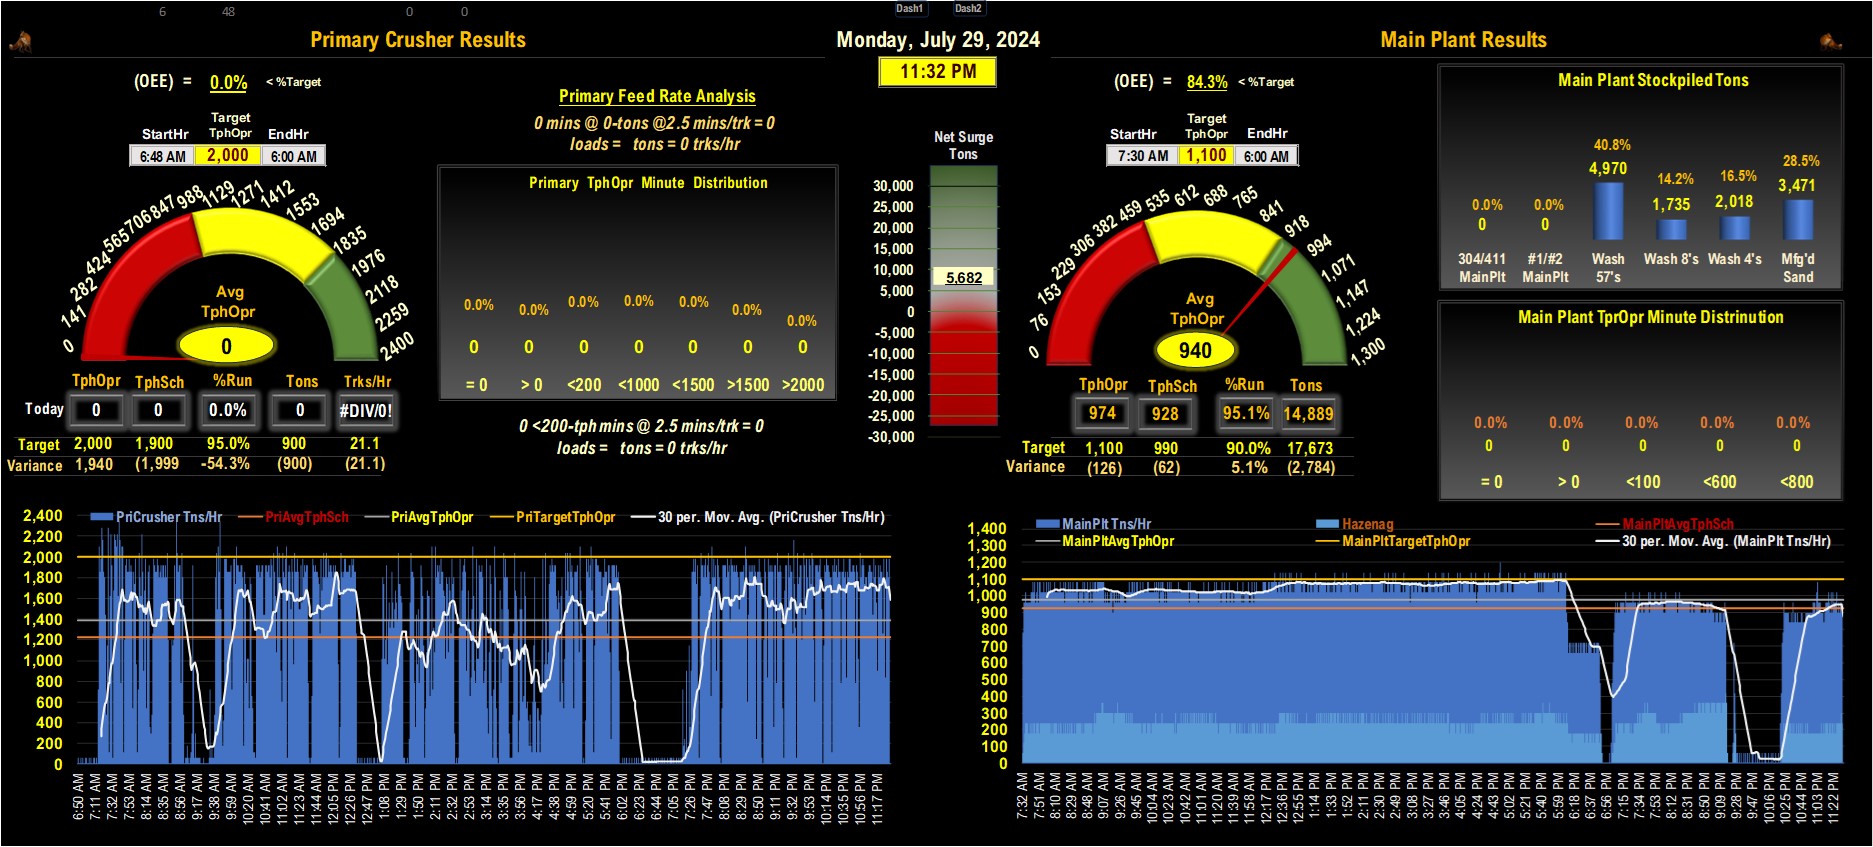 6 48 0 0 Dash1 Dash2
Primary Crusher Results
Monday, July 29, 2024
Main Plant Results
11:32 PM
(OEE) = 0.0% < %Target
Target
StartHr TphOpr EndHr
6:48 AM 2,000 6:00 AM
0 141 282 424 565 706 847 988 1129 1271 1412 1553 1694 1835 1976 2118 2259 2400
Avg
TphOpr
0
TphOpr TphSch %Run Tons Trks/Hr
Today 0 0 0.0% 0 #DIV/0!
Target 2,000 1,900 95.0% 900 21.1
Variance 1,940 (1,999 -54.3% (900) (21.1)
Primary Feed Rate Analysis
0 mins @ 0-tons @2.5 mins/trk = 0
loads = tons = 0 trks/hr
Primary TphOpr Minute Distribution
0.0% 0.0% 0.0% 0.0% 0.0% 0.0% 0.0%
0 0 0 0 0 0 0
= 0 > 0 <200 <1000 <1500 >1500 >2000
0 <200-tph mins @ 2.5 mins/trk = 0
loads = tons = 0 trks/hr
Net Surge
Tons
30,000
25,000
20,000
15,000
10,000
5,682
5,000
0
-5,000
-10,000
-15,000
-20,000
-25,000
-30,000
(OEE) = 84.3% < %Target
Target
StartHr TphOpr EndHr
7:30 AM 1,100 6:00 AM
0 76 153 229 306 382 459 535 612 688 765 841 918 994 1,071 1,147 1,224 1,300
Avg
TphOpr
940
TphOpr TphSch %Run Tons
974 928 95.1% 14,889
Target 1,100 990 90.0% 17,673
Variance (126) (62) 5.1% (2,784)
Main Plant Stockpiled Tons
0.0% 0.0% 40.8% 14.2% 16.5% 28.5%
0 0 4,970 1,735 2,018 3,471
304/411 #1/#2 Wash Wash 8's Wash 4's Mfg'd
MainPlt MainPlt 57's Sand
Main Plant TprOpr Minute Distrinution
0.0% 0.0% 0.0% 0.0% 0.0% 0.0%
0 0 0 0 0
= 0 > 0 <100 <600 <800
PriCrusher Tns/Hr PriAvgTphSch PriAvgTphOpr PriTargetTphOpr 30 per. Mov. Avg. (PriCrusher Tns/Hr)
2,400
2,200
2,000
1,800
1,600
1,400
1,200
1,000
800
600
400
200
0
6:50 AM 7:11 AM 7:32 AM 7:53 AM 8:14 AM 8:35 AM 8:56 AM 9:17 AM 9:38 AM 9:59 AM 10:20 AM 10:41 AM 11:02 AM 11:23 AM 11:44 AM 12:05 PM 12:26 PM 12:47 PM 1:08 PM 1:29 PM 1:50 PM 2:11 PM 2:32 PM 2:53 PM 3:14 PM 3:35 PM 3:56 PM 4:17 PM 4:38 PM 4:59 PM 5:20 PM 5:41 PM 6:02 PM 6:23 PM 6:44 PM 7:05 PM 7:26 PM 7:47 PM 8:08 PM 8:29 PM 8:50 PM 9:11 PM 9:32 PM 9:53 PM 10:14 PM 10:35 PM 10:56 PM 11:17 PM
MainPlt Tns/Hr Hazenag MainPltAvgTphSch
MainPltAvgTphOpr MainPltTargetTphOpr 30 per. Mov. Avg. (MainPlt Tns/Hr)
1,400
1,300
1,200
1,100
1,000
900
800
700
600
500
400
300
200
100
0
7:32 AM 7:51 AM 8:10 AM 8:29 AM 8:48 AM 9:07 AM 9:26 AM 9:45 AM 10:04 AM 10:23 AM 10:42 AM 11:01 AM 11:20 AM 11:39 AM 11:58 AM 12:17 PM 12:36 PM 12:55 PM 1:14 PM 1:33 PM 1:52 PM 2:11 PM 2:30 PM 2:49 PM 3:08 PM 3:27 PM 3:46 PM 4:05 PM 4:24 PM 4:43 PM 5:02 PM 5:21 PM 5:40 PM 5:59 PM 6:18 PM 6:37 PM 6:56 PM 7:15 PM 7:34 PM 7:53 PM 8:12 PM 8:31 PM 8:50 PM 9:09 PM 9:28 PM 9:47 PM 10:06 PM 10:25 PM 10:44 PM 11:03 PM 11:22 PM